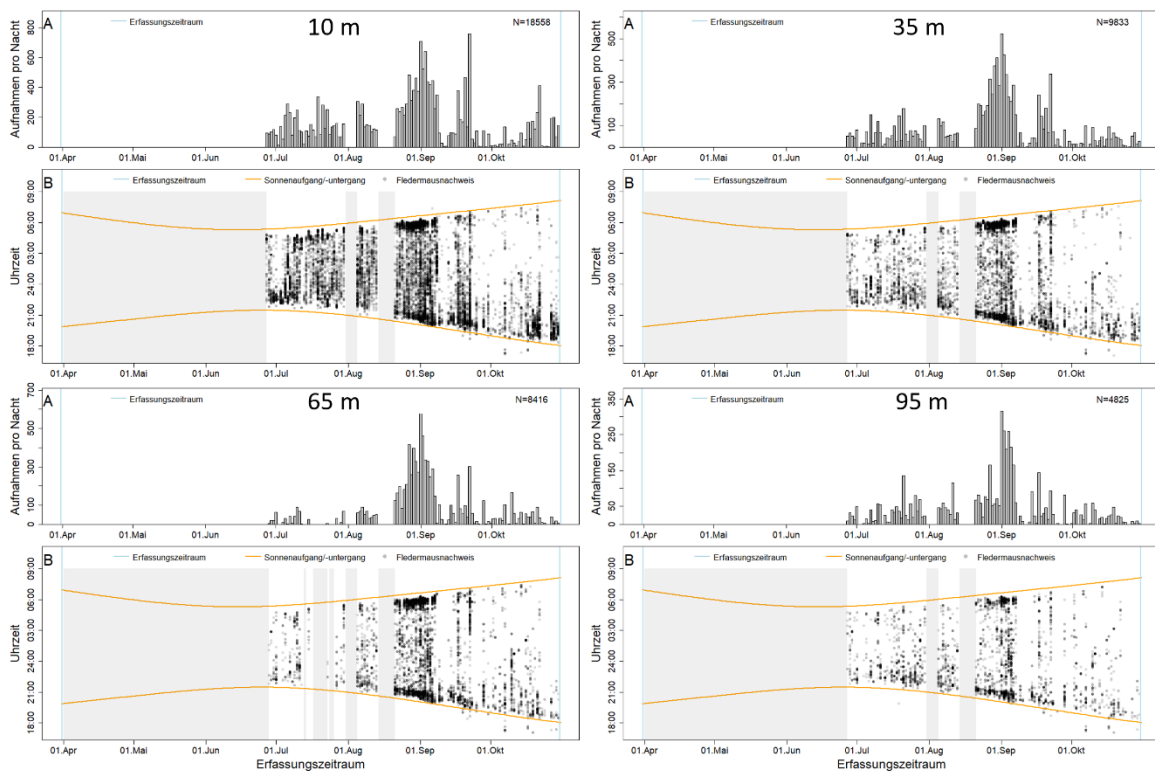 A Erfassungszeitraum 10 m N=18558
Aufnahmen pro Nacht
800
600
400
200
0
01.Apr 01.Mai 01.Jun 01.Jul 01.Aug 01.Sep 01.Okt
B Erfassungszeitraum Sonnenaufgang/-untergang Fledermausnachweis
Uhrzeit
09:00
06:00
03:00
24:00
21:00
18:00
01.Apr 01.Mai 01.Jun 01.Jul 01.Aug 01.Sep 01.Okt
A Erfassungszeitraum 35 m N=9833
Aufnahmen pro Nacht
500
300
100
0
01.Apr 01.Mai 01.Jun 01.Jul 01.Aug 01.Sep 01.Okt
B Erfassungszeitraum Sonnenaufgang/-untergang Fledermausnachweis
Uhrzeit
09:00
06:00
03:00
24:00
21:00
18:00
01.Apr 01.Mai 01.Jun 01.Jul 01.Aug 01.Sep 01.Okt
A Erfassungszeitraum 65 m N=8416
Aufnahmen pro Nacht
700
500
300
100
0
01.Apr 01.Mai 01.Jun 01.Jul 01.Aug 01.Sep 01.Okt
B Erfassungszeitraum Sonnenaufgang/-untergang Fledermausnachweis
Uhrzeit
09:00
06:00
03:00
24:00
21:00
18:00
01.Apr 01.Mai 01.Jun 01.Jul 01.Aug 01.Sep 01.Okt
Erfassungszeitraum
A Erfassungszeitraum 95 m N=4825
Aufnahmen pro Nacht
350
250
150
50
0
01.Apr 01.Mai 01.Jun 01.Jul 01.Aug 01.Sep 01.Okt
B Erfassungszeitraum Sonnenaufgang/-untergang Fledermausnachweis
Uhrzeit
09:00
06:00
03:00
24:00
21:00
18:00
01.Apr 01.Mai 01.Jun 01.Jul 01.Aug 01.Sep 01.Okt
Erfassungszeitraum